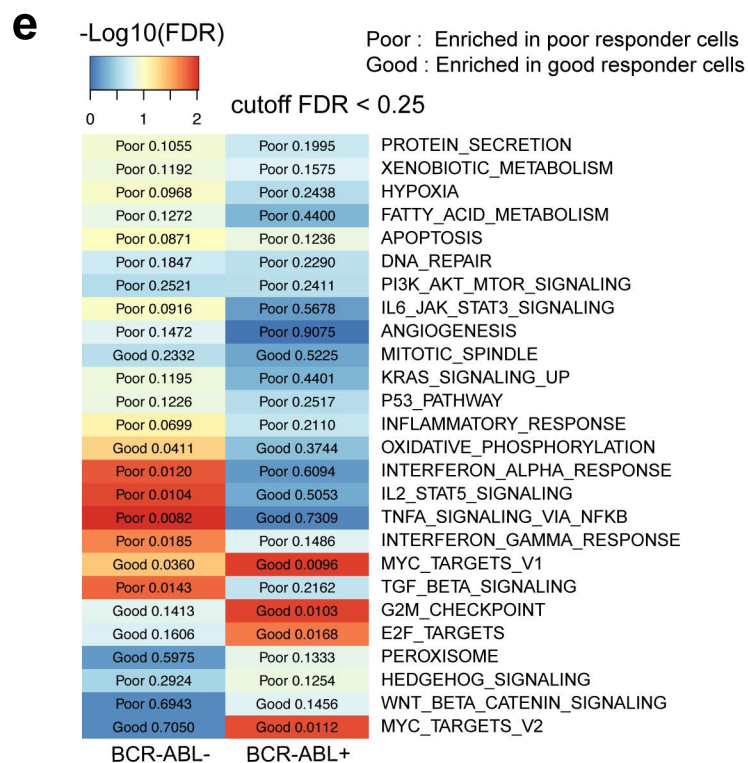 e
-Log10(FDR)
Poor : Enriched in poor responder cells
Good : Enriched in good responder cells
0 1 2
cutoff FDR < 0.25
Poor 0.1055 Poor 0.1995 PROTEIN_SECRETION
Poor 0.1192 Poor 0.1575 XENOBIOTIC_METABOLISM
Poor 0.0968 Poor 0.2438 HYPOXIA
Poor 0.1272 Poor 0.4400 FATTY_ACID_METABOLISM
Poor 0.0871 Poor 0.1236 APOPTOSIS
Poor 0.1847 Poor 0.2290 DNA_REPAIR
Poor 0.2521 Poor 0.2411 PI3K_AKT_MTOR_SIGNALING
Poor 0.0916 Poor 0.5678 IL6_JAK_STAT3_SIGNALING
Poor 0.1472 Poor 0.9075 ANGIOGENESIS
Good 0.2332 Good 0.5225 MITOTIC_SPINDLE
Poor 0.1195 Poor 0.4401 KRAS_SIGNALING_UP
Poor 0.1226 Poor 0.2517 P53_PATHWAY
Poor 0.0699 Poor 0.2110 INFLAMMATORY_RESPONSE
Good 0.0411 Good 0.3744 OXIDATIVE_PHOSPHORYLATION
Poor 0.0120 Poor 0.6094 INTERFERON_ALPHA_RESPONSE
Poor 0.0104 Good 0.5053 IL2_STAT5_SIGNALING
Poor 0.0082 Good 0.7309 TNFA_SIGNALING_VIA_NFKB
Poor 0.0185 Poor 0.1486 INTERFERON_GAMMA_RESPONSE
Good 0.0360 Good 0.0096 MYC_TARGETS_V1
Poor 0.0143 Poor 0.2162 TGF_BETA_SIGNALING
Good 0.1413 Good 0.0103 G2M_CHECKPOINT
Good 0.1606 Good 0.0168 E2F_TARGETS
Good 0.5975 Poor 0.1333 PEROXISOME
Poor 0.2924 Poor 0.1254 HEDGEHOG_SIGNALING
Poor 0.6943 Good 0.1456 WNT_BETA_CATENIN_SIGNALING
Good 0.7050 Good 0.0112 MYC_TARGETS_V2
BCR-ABL- BCR-ABL+